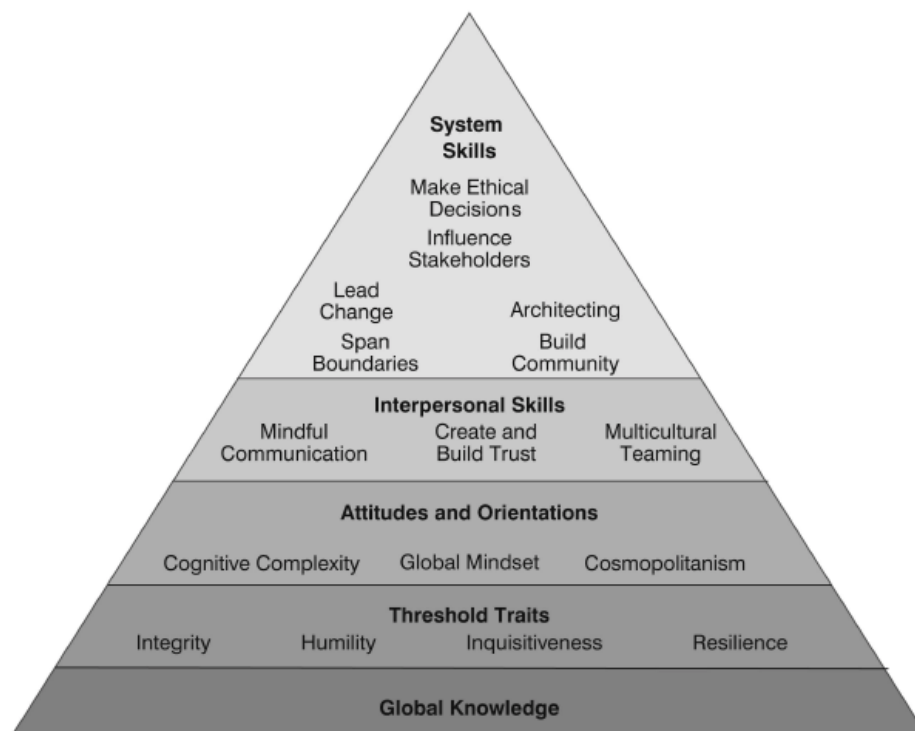 System
Skills
Make Ethical
Decisions
Influence
Stakeholders
Lead
Change
Architecting
Span
Boundaries
Build
Community
Interpersonal Skills
Mindful
Communication
Create and
Build Trust
Multicultural
Teaming
Attitudes and Orientations
Cognitive Complexity
Global Mindset
Cosmopolitanism
Threshold Traits
Integrity
Humility
Inquisitiveness
Resilience
Global Knowledge